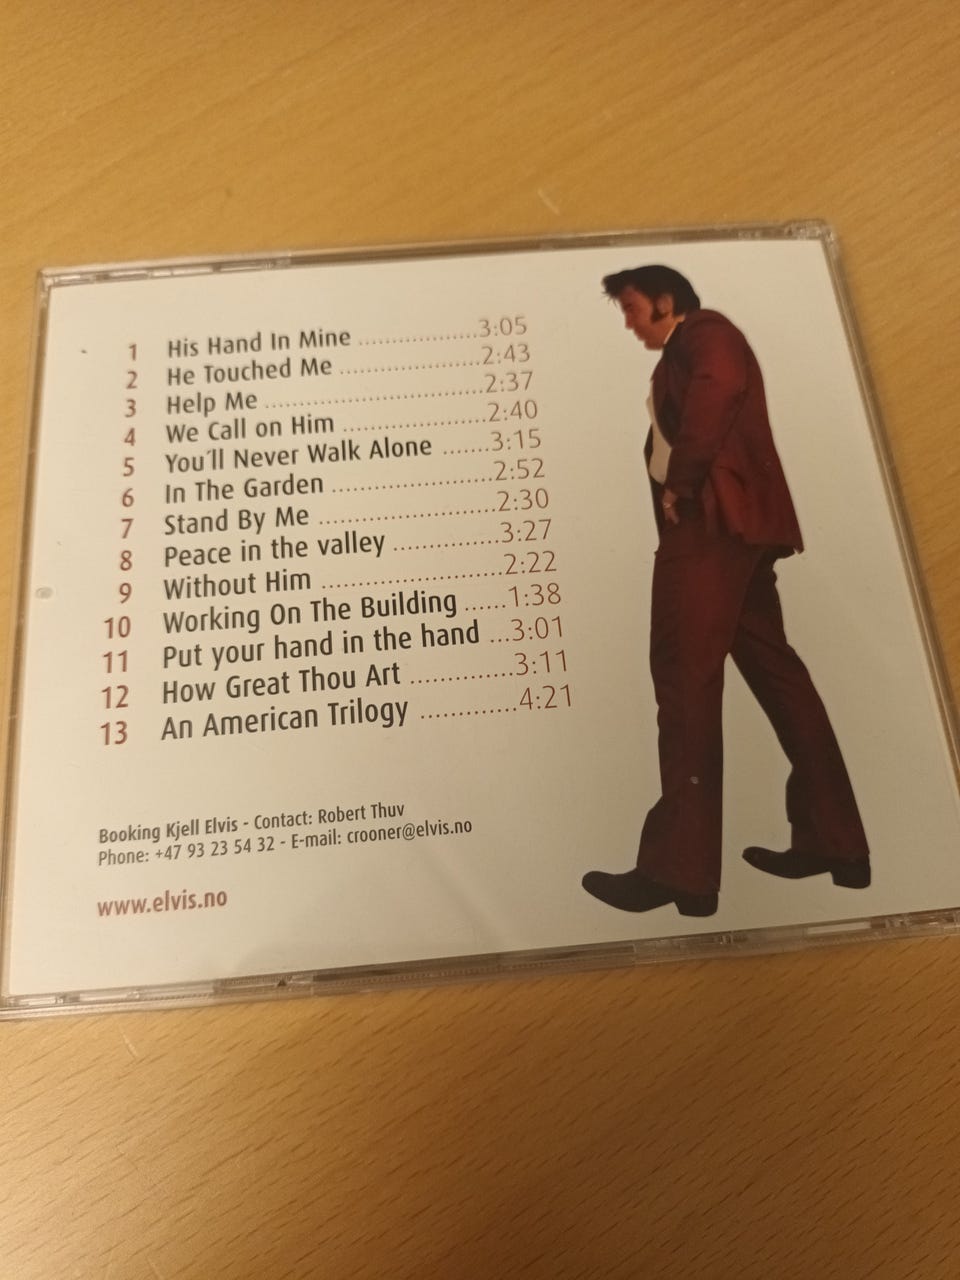 1 His Hand In Mine ..................3:05
2 He Touched Me .....................2:43
3 Help Me .................................2:37
4 We Call on Him .....................2:40
5 You´ll Never Walk Alone .......3:15
6 In The Garden .......................2:52
7 Stand By Me .........................2:30
8 Peace in the valley ...............3:27
9 Without Him .........................2:22
10 Working On The Building ......1:38
11 Put your hand in the hand ...3:01
12 How Great Thou Art ..............3:11
13 An American Trilogy .............4:21
Booking Kjell Elvis - Contact: Robert Thuv
Phone: +47 93 23 54 32 - E-mail: crooner@elvis.no
www.elvis.no